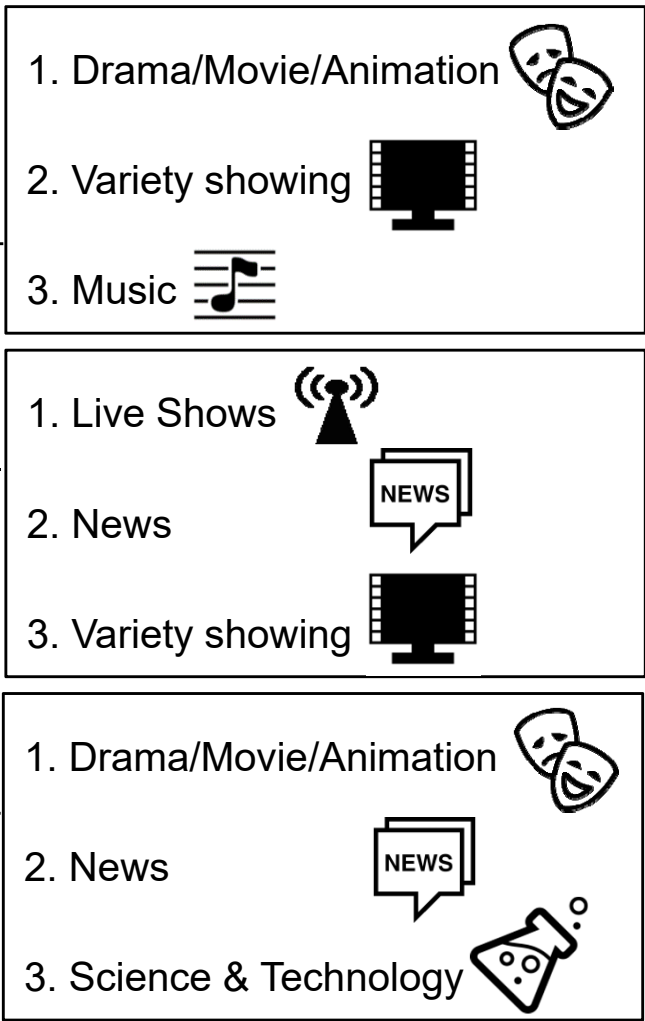 1. Drama/Movie/Animation
2. Variety showing
3. Music
1. Live Shows
NEWS
2. News
3. Variety showing
1. Drama/Movie/Animation
2. News
NEWS
3. Science & Technology